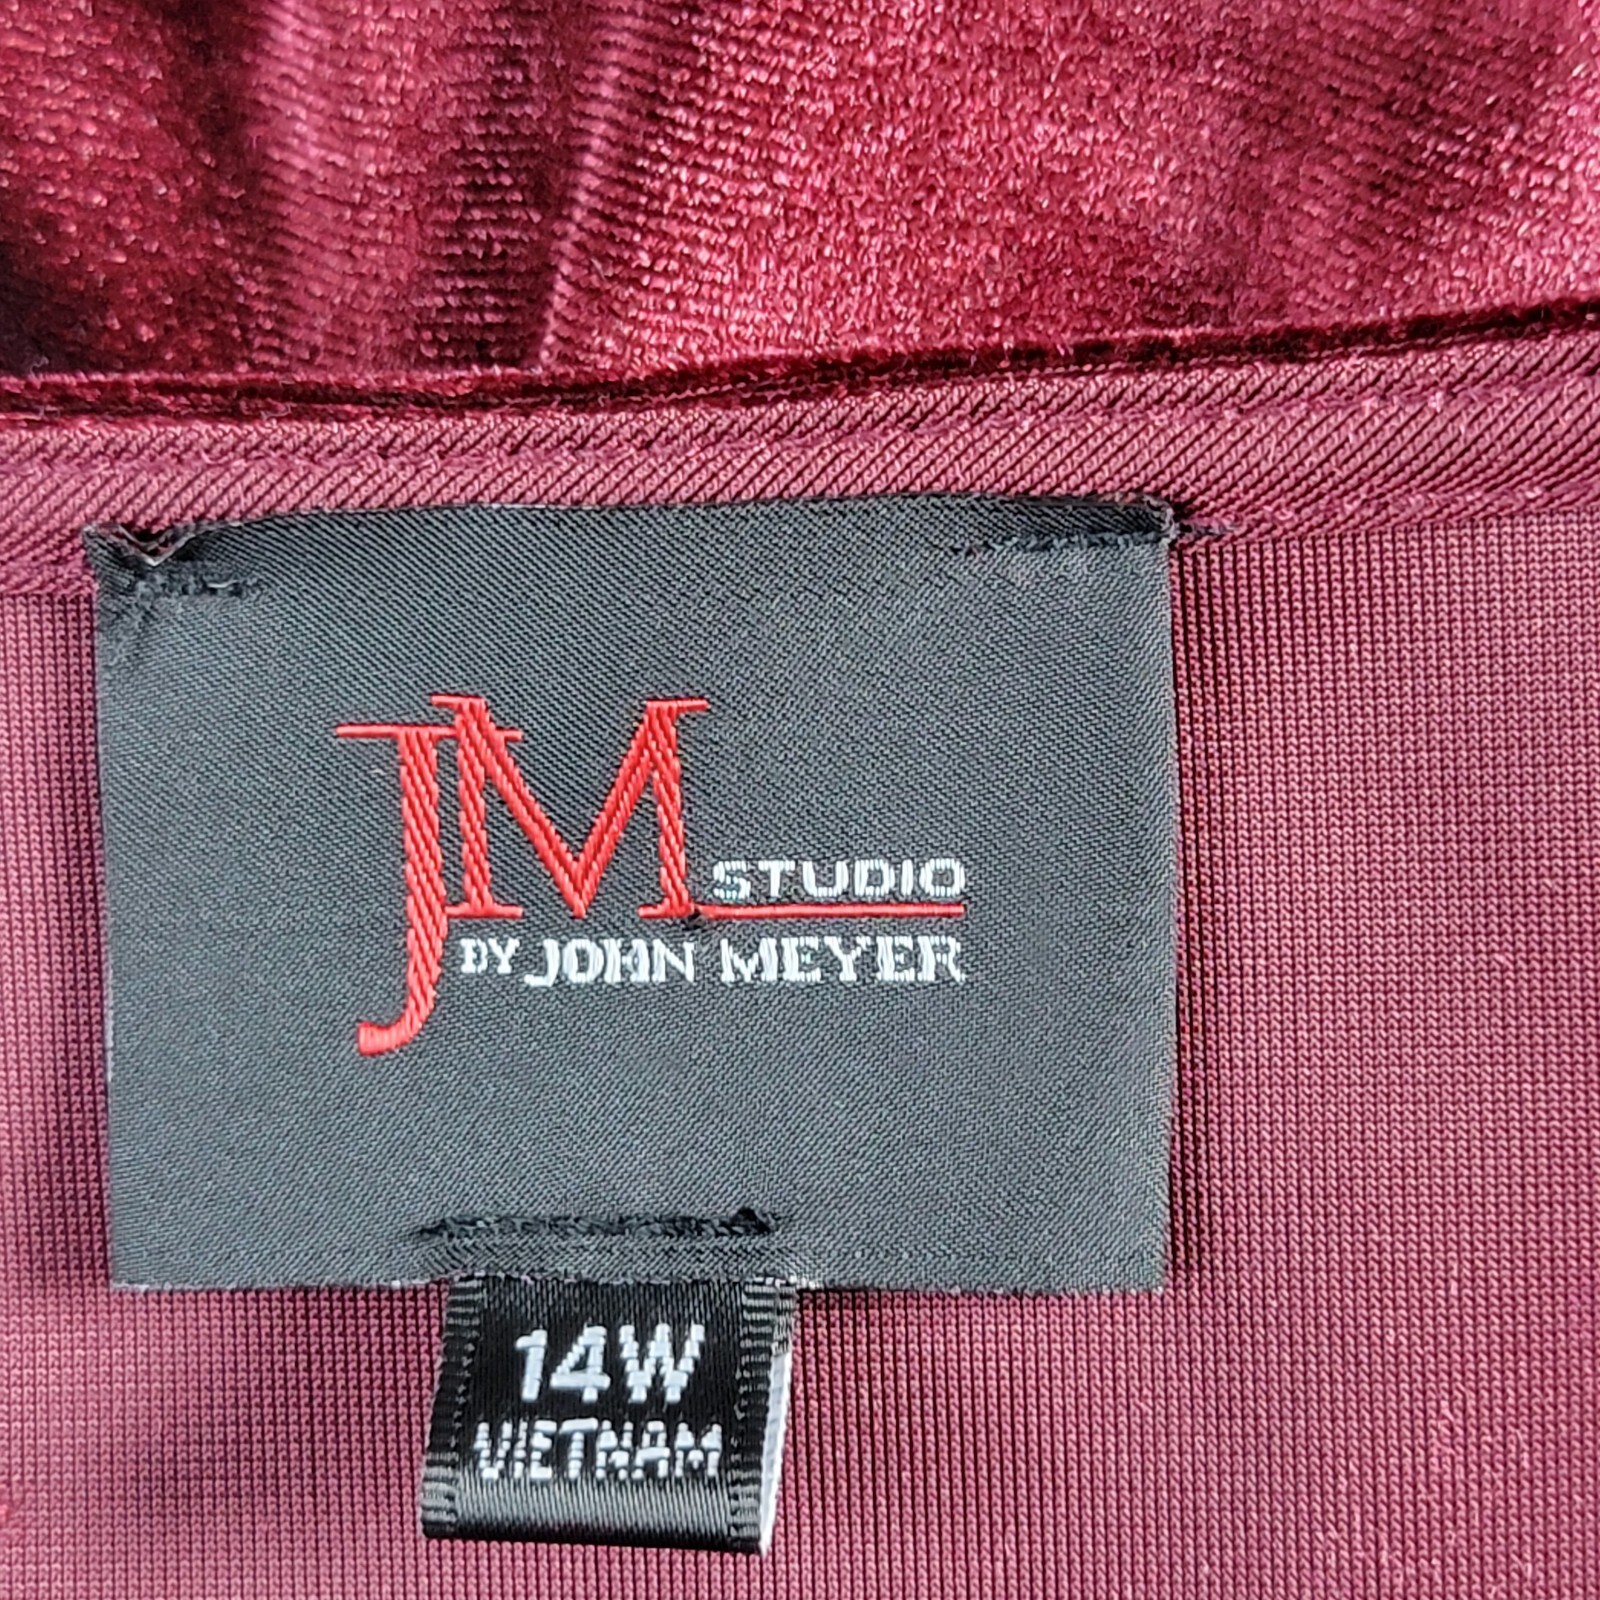 JM STUDIO
BY JOHN MEYER
14W
VIETNAM